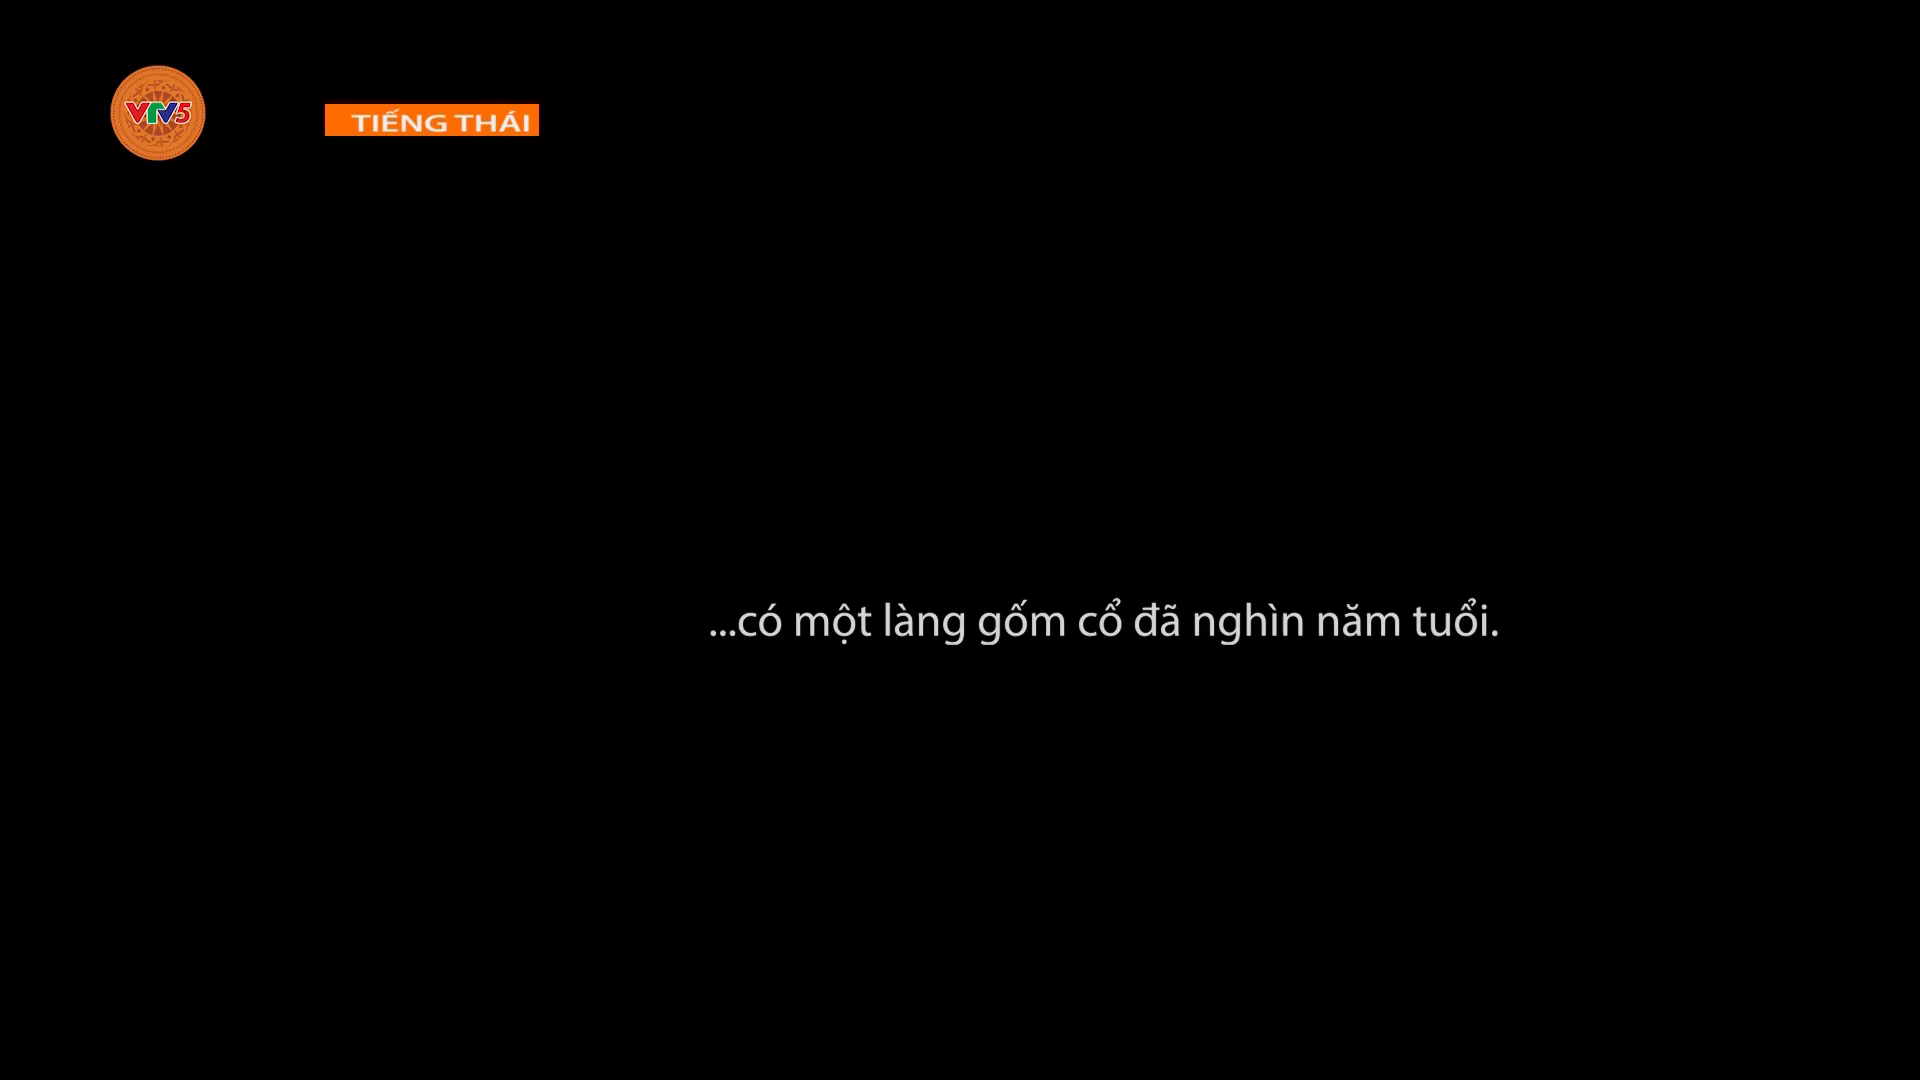 VTV5
TIẾNG THÁI
...có một làng gốm cổ đã nghìn năm tuổi.